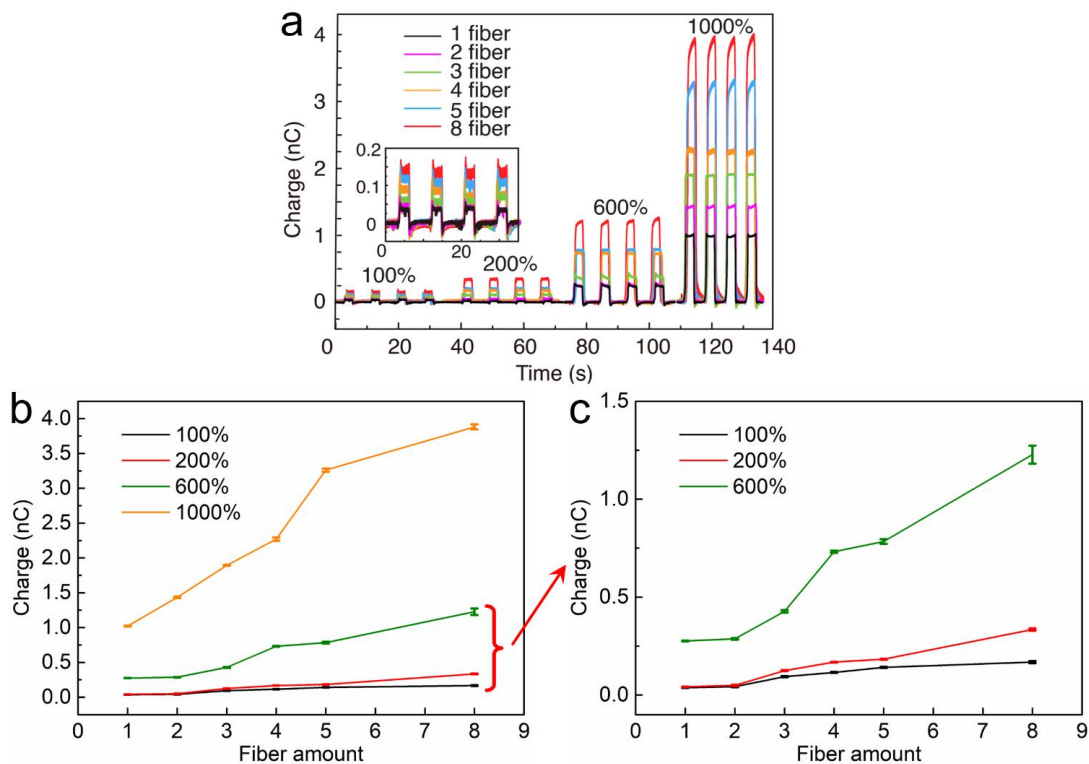 a
1 fiber
2 fiber
3 fiber
4 fiber
5 fiber
8 fiber
1000%
600%
200%
100%
Charge (nC)
4
3
2
1
0
0.2
0.1
0
0 20
0 20 40 60 80 100 120 140
Time (s)
b
100%
200%
600%
1000%
Charge (nC)
4.0
3.5
3.0
2.5
2.0
1.5
1.0
0.5
0.0
0 1 2 3 4 5 6 7 8 9
Fiber amount
c
100%
200%
600%
Charge (nC)
1.5
1.0
0.5
0.0
0 1 2 3 4 5 6 7 8 9
Fiber amount